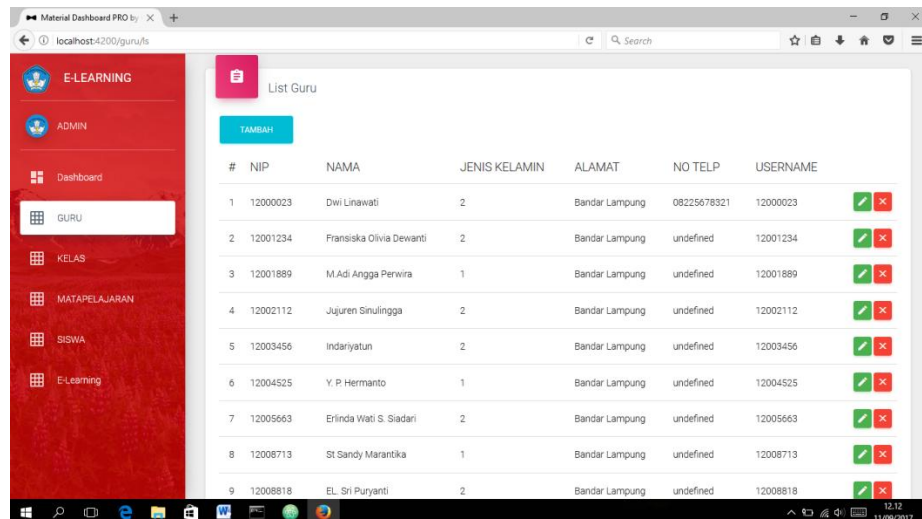 Material Dashboard PRO by
localhost:4200/guru/ls
Search
E-LEARNING
ADMIN
Dashboard
GURU
KELAS
MATAPELAJARAN
SISWA
E-Learning
List Guru
TAMBAH
# NIP NAMA JENIS KELAMIN ALAMAT NO TELP USERNAME
1 12000023 Dwi Linawati 2 Bandar Lampung 08225678321 12000023
2 12001234 Fransiska Olivia Dewanti 2 Bandar Lampung undefined 12001234
3 12001889 M.Adi Angga Perwira 1 Bandar Lampung undefined 12001889
4 12002112 Jujuren Sinulingga 2 Bandar Lampung undefined 12002112
5 12003456 Indariyatun 2 Bandar Lampung undefined 12003456
6 12004525 Y. P. Hermanto 1 Bandar Lampung undefined 12004525
7 12005663 Erlinda Wati S. Siadari 2 Bandar Lampung undefined 12005663
8 12008713 St Sandy Marantika 1 Bandar Lampung undefined 12008713
9 12008818 EL. Sri Puryanti 2 Bandar Lampung undefined 12008818
12.12
11/09/2017